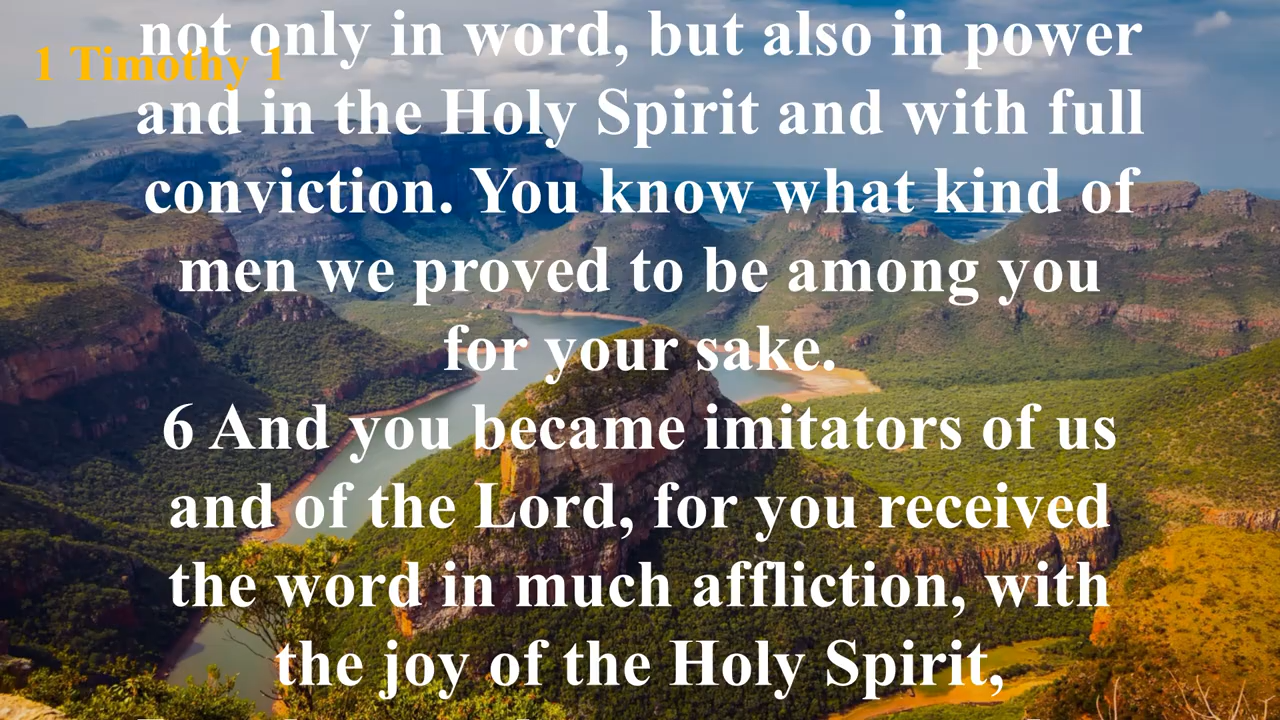 not only in word, but also in power
1 Timothy 1
and in the Holy Spirit and with full
conviction. You know what kind of
men we proved to be among you
for your sake.
6 And you became imitators of us
and of the Lord, for you received
the word in much affliction, with
the joy of the Holy Spirit,